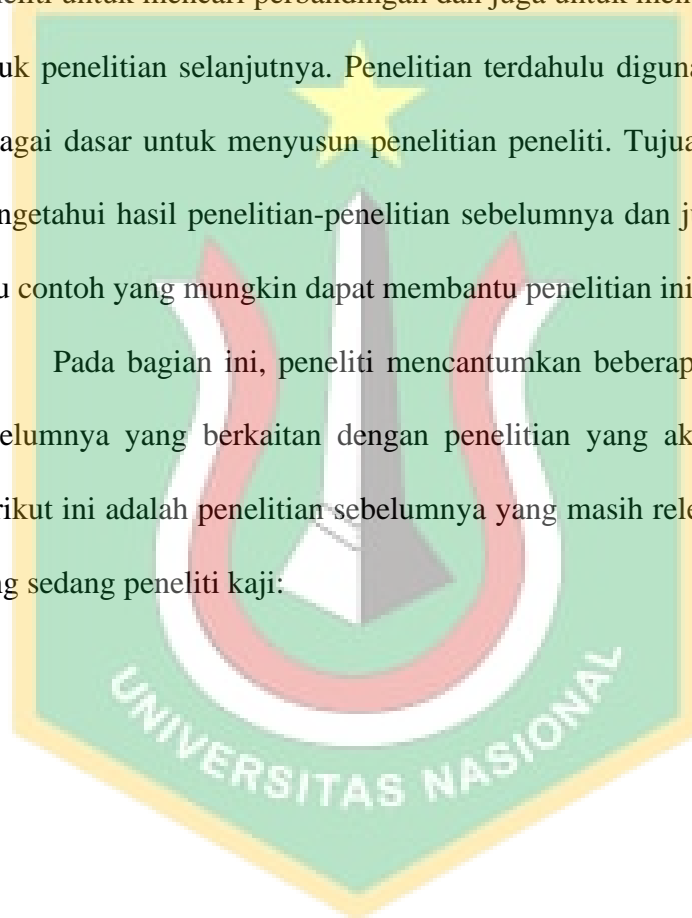 eliti untuk mencari perbandingan dan juga untuk men
uk penelitian selanjutnya. Penelitian terdahulu diguna
agai dasar untuk menyusun penelitian peneliti. Tujua
ngetahui hasil penelitian-penelitian sebelumnya dan ju
u contoh yang mungkin dapat membantu penelitian ini
Pada bagian ini, peneliti mencantumkan beberap
elumnya yang berkaitan dengan penelitian yang ak
rikut ini adalah penelitian sebelumnya yang masih rele
ng sedang peneliti kaji:
UNIVERSITAS NASIONAL